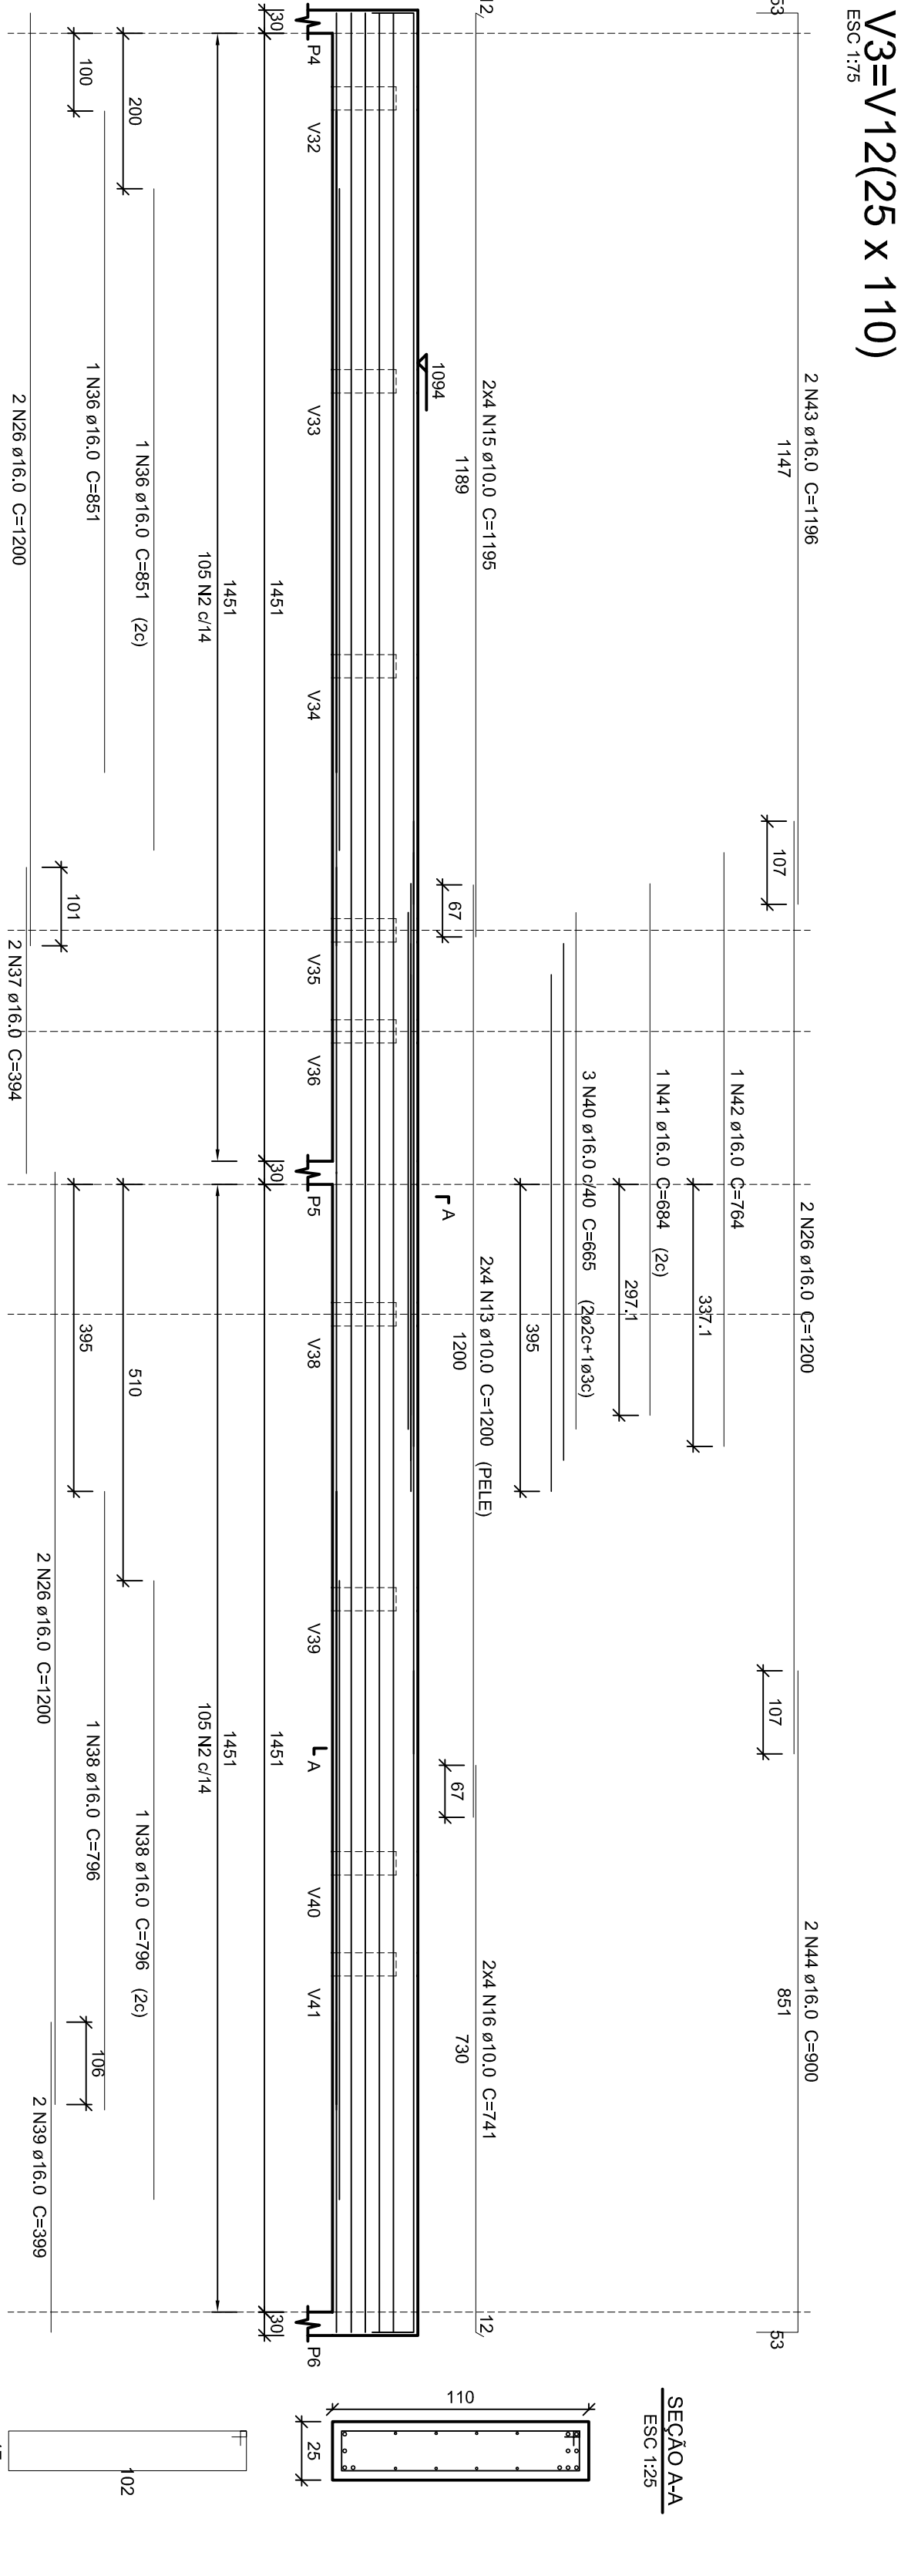 V3=V12(25 x 110)
ESC 1:75
53
2 N43 ø16.0 C=1196
1147
107
2 N26 ø16.0 C=1200
107
2 N44 ø16.0 C=900
851
53
1 N42 ø16.0 C=764
337.1
1 N41 ø16.0 C=684 (2c)
297.1
3 N40 ø16.0 c/40 C=665 (2ø2c+1ø3c)
395
12
2x4 N15 ø10.0 C=1195
1189
67
2x4 N13 ø10.0 C=1200 (PELE)
1200
67
2x4 N16 ø10.0 C=741
730
12
1094
A
P4
V32
V33
V34
V35
V36
P5
V38
V39
A
V40
V41
P6
30
1451
30
1451
30
1451
105 N2 c/14
1451
105 N2 c/14
200
1 N36 ø16.0 C=851 (2c)
510
1 N38 ø16.0 C=796 (2c)
100
1 N36 ø16.0 C=851
395
1 N38 ø16.0 C=796
106
101
2 N26 ø16.0 C=1200
2 N37 ø16.0 C=394
2 N26 ø16.0 C=1200
2 N39 ø16.0 C=399
SEÇÃO A-A
ESC 1:25
110
25
102